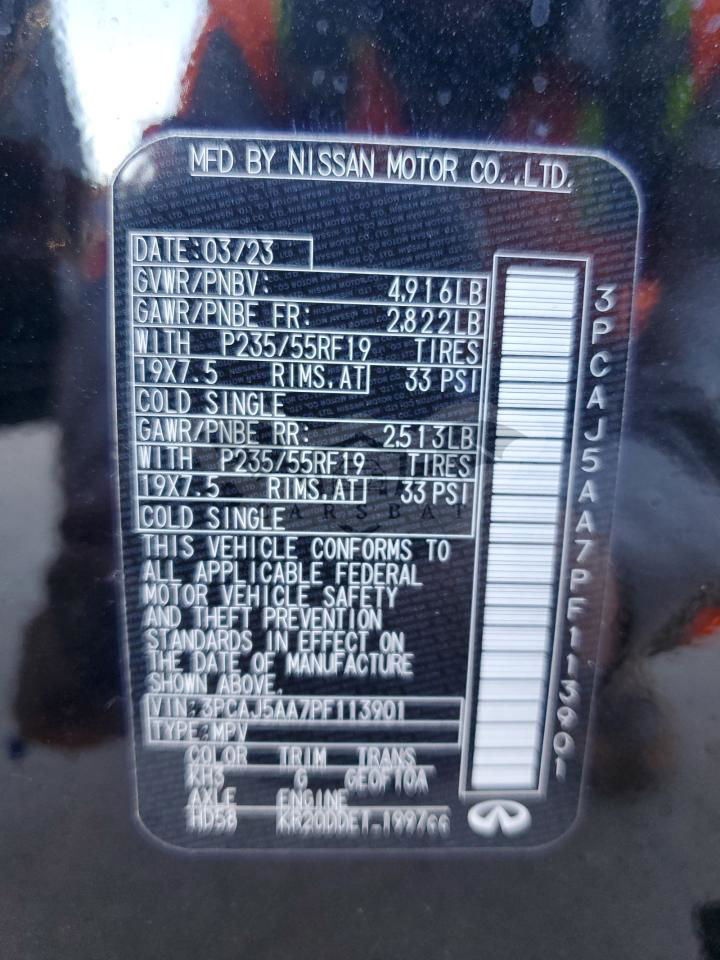 MFD BY NISSAN MOTOR CO.,LTD.
DATE:03/23
GVWR/PNBV: 4,916LB
GAWR/PNBE FR: 2,822LB
WITH P235/55RF19 TIRES
19X7.5 RIMS,AT 33 PSI
COLD SINGLE
GAWR/PNBE RR: 2,513LB
WITH P235/55RF19 TIRES
19X7.5 RIMS,AT 33 PSI
COLD SINGLE
THIS VEHICLE CONFORMS TO
ALL APPLICABLE FEDERAL
MOTOR VEHICLE SAFETY
AND THEFT PREVENTION
STANDARDS IN EFFECT ON
THE DATE OF MANUFACTURE
SHOWN ABOVE.
VIN:3PCAJ5AA7PF113901
TYPE:MPV
COLOR TRIM TRANS
KH3 G GE0F10A
AXLE ENGINE
HD58 KR20DDET-1997cc
3PCAJ5AA7PF113901